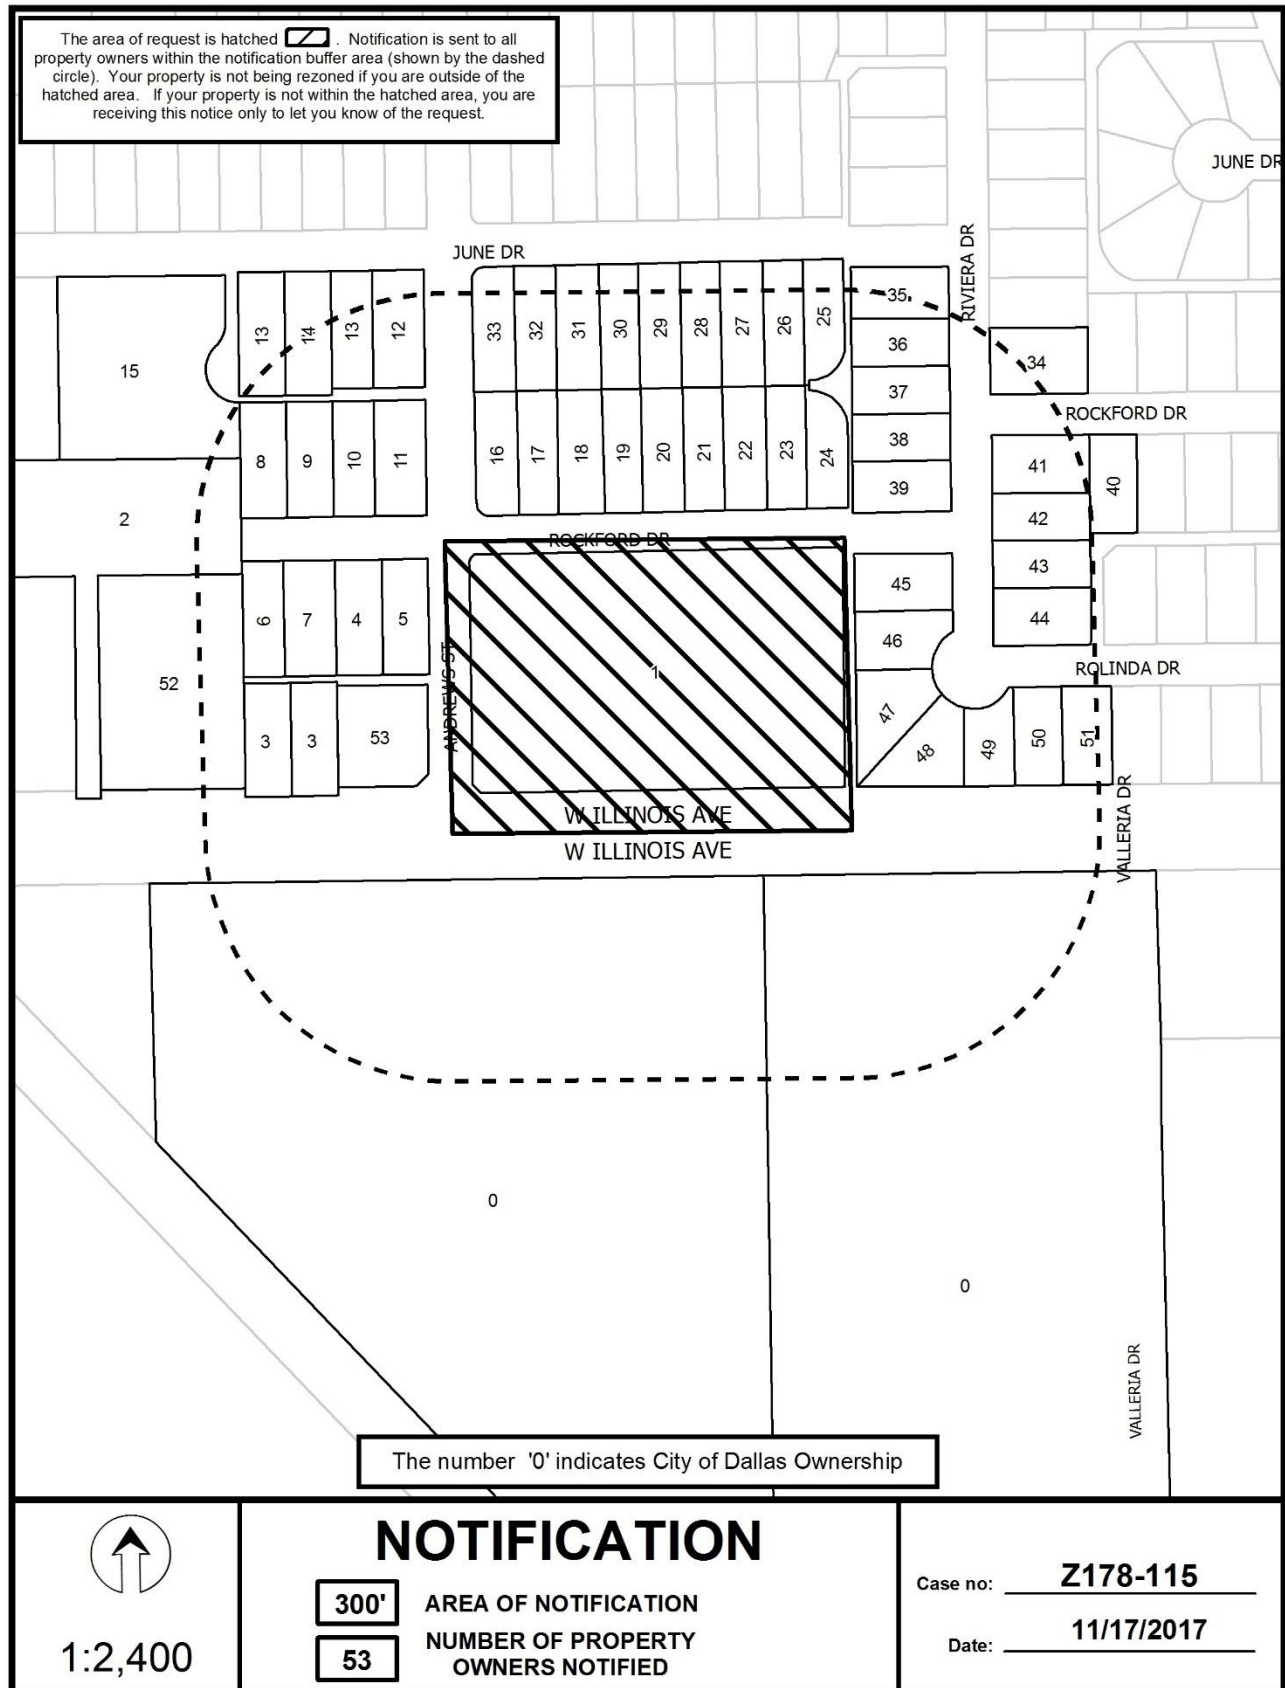 The area of request is hatched . Notification is sent to all
property owners within the notification buffer area (shown by the dashed
circle). Your property is not being rezoned if you are outside of the
hatched area. If your property is not within the hatched area, you are
receiving this notice only to let you know of the request.
JUNE DR
JUNE DR
RIVIERA DR
15
13
14
13
12
33
32
31
30
29
28
27
26
25
35
36
37
38
39
34
ROCKFORD DR
2
8
9
10
11
16
17
18
19
20
21
22
23
24
41
40
42
43
44
ROCKFORD DR
52
6
7
4
5
ANDREWS ST
1
45
46
ROLINDA DR
3
3
53
47
48
49
50
51
VALLERIA DR
W ILLINOIS AVE
W ILLINOIS AVE
0
0
VALLERIA DR
The number '0' indicates City of Dallas Ownership
1:2,400
NOTIFICATION
300' AREA OF NOTIFICATION
53 NUMBER OF PROPERTY
OWNERS NOTIFIED
Case no: Z178-115
Date: 11/17/2017